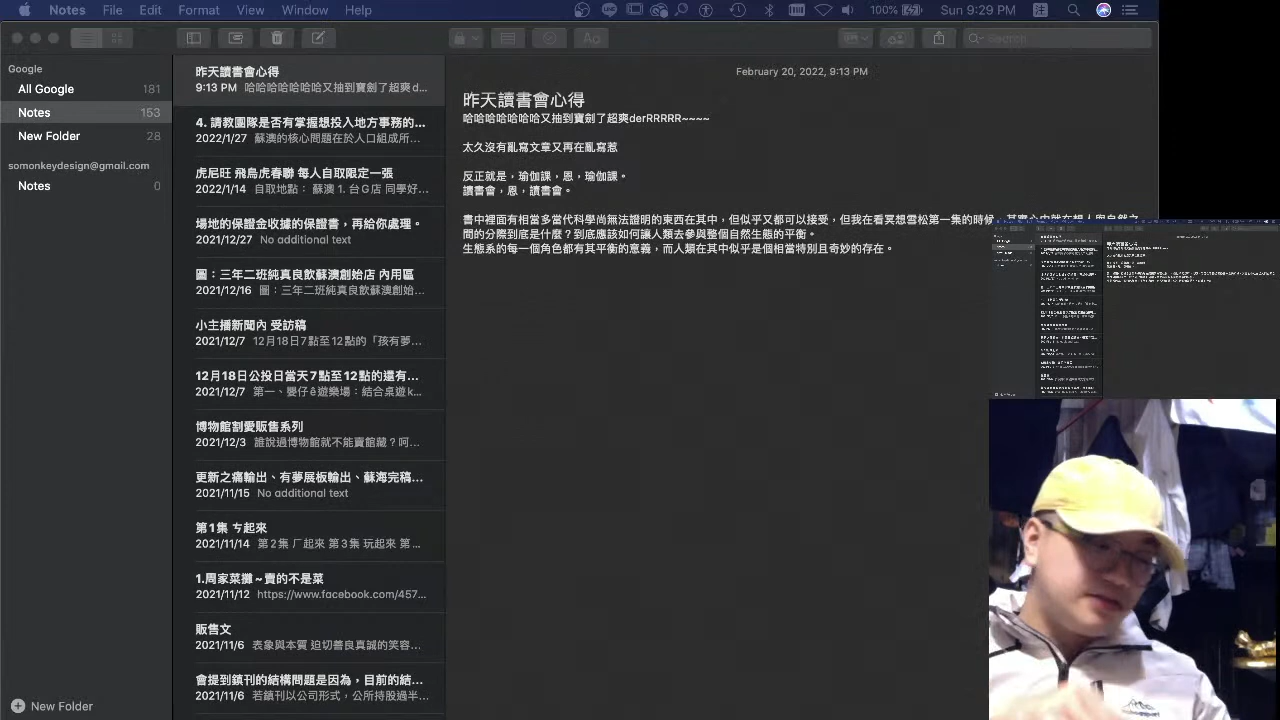 Notes File Edit Format View Window Help 100% Sun 9:29 PM 注
Aa Search
Google
All Google 181
Notes 153
New Folder 28
somonkeydesign@gmail.com
Notes 0
New Folder
昨天讀書會心得
9:13 PM 哈哈哈哈哈哈哈又抽到寶劍了超爽d...
4. 請教團隊是否有掌握想投入地方事務的...
2022/1/27 蘇澳的核心問題在於人口組成所...
虎尼旺 飛鳥虎春聯 每人自取限定一張
2022/1/14 自取地點： 蘇澳 1. 台G店 同學好...
場地的保證金收據的保證書，再給你處理。
2021/12/27 No additional text
圖：三年二班純真民歌蘇澳創始店 木棉區
2021/12/16 圖：三年二班純真民歌蘇澳創始...
小主播新聞內 受訪稿
2021/12/7 12月18日7點至12點的「孩有夢...
12月18日公投日當天7點至12點的還有...
2021/12/7 第一、嬰仔ê遊樂場：結合桌遊k...
博物館割愛販售系列
2021/12/3 誰說過博物館就不能賣館藏？呵...
更新之痛輸出、有夢展板輸出、蘇海完稿...
2021/11/15 No additional text
第1集 ㄘ起來
2021/11/14 第2集 ㄏ起來 第3集 玩起來 第...
1.周家菜攤~賣的不是菜
2021/11/12 https://www.facebook.com/457...
販售文
2021/11/6 表象與本質 迫切善良真誠的笑容...
會提到鎮刊的結構問題是因為，目前的結...
2021/11/6 若鎮刊以公司形式，公所持股過半...
February 20, 2022, 9:13 PM
昨天讀書會心得
哈哈哈哈哈哈哈又抽到寶劍了超爽derRRRRR~~~~
太久沒有亂寫文章又再在亂寫惹
反正就是，瑜伽課，恩，瑜伽課。
讀書會，恩，讀書會。
書中裡面有相當多當代科學尚無法證明的東西在其中，但似乎又都可以接受，但我在看冥想雪松第一集的時候，其實心中就在想人與自然之
間的分際到底是什麼？到底應該如何讓人類去參與整個自然生態的平衡。
生態系的每一個角色都有其平衡的意義，而人類在其中似乎是個相當特別且奇妙的存在。